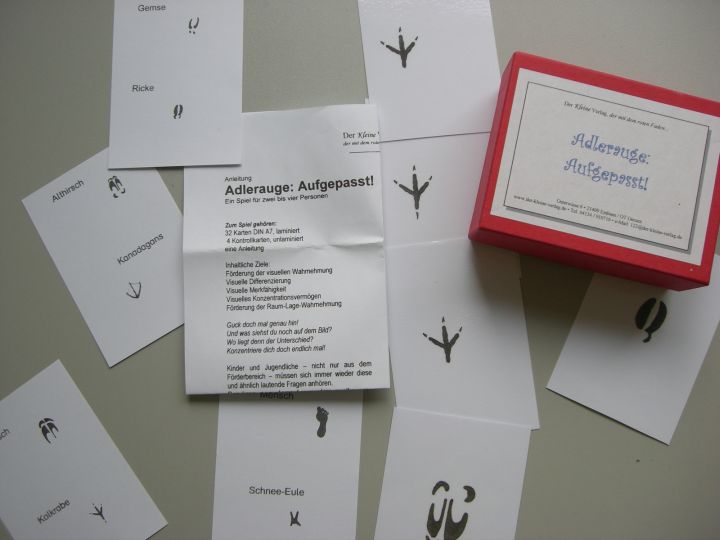 Gemse
Ricke
Althirsch
Kanadagans
Kolkrabe
Anleitung
Adlerauge: Aufgepasst!
Ein Spiel für zwei bis vier Personen
Zum Spiel gehören:
32 Karten DIN A7, laminiert
4 Kontrollkarten, unlaminiert
eine Anleitung
Inhaltliche Ziele:
Förderung der visuellen Wahrnehmung
Visuelle Differenzierung
Visuelle Merkfähigkeit
Visuelles Konzentrationsvermögen
Förderung der Raum-Lage-Wahrnehmung
Guck doch mal genau hin!
Und was siehst du noch auf dem Bild?
Wo liegt denn der Unterschied?
Konzentriere dich doch endlich mal!
Kinder und Jugendliche – nicht nur aus dem
Förderbereich – müssen sich immer wieder diese
und ähnlich lautende Fragen anhören.
Der Kleine
der mit dem roten
Mensch
Schnee-Eule
Der Kleine Verlag, der mit dem roten Faden...
Adlerauge:
Aufgepasst!